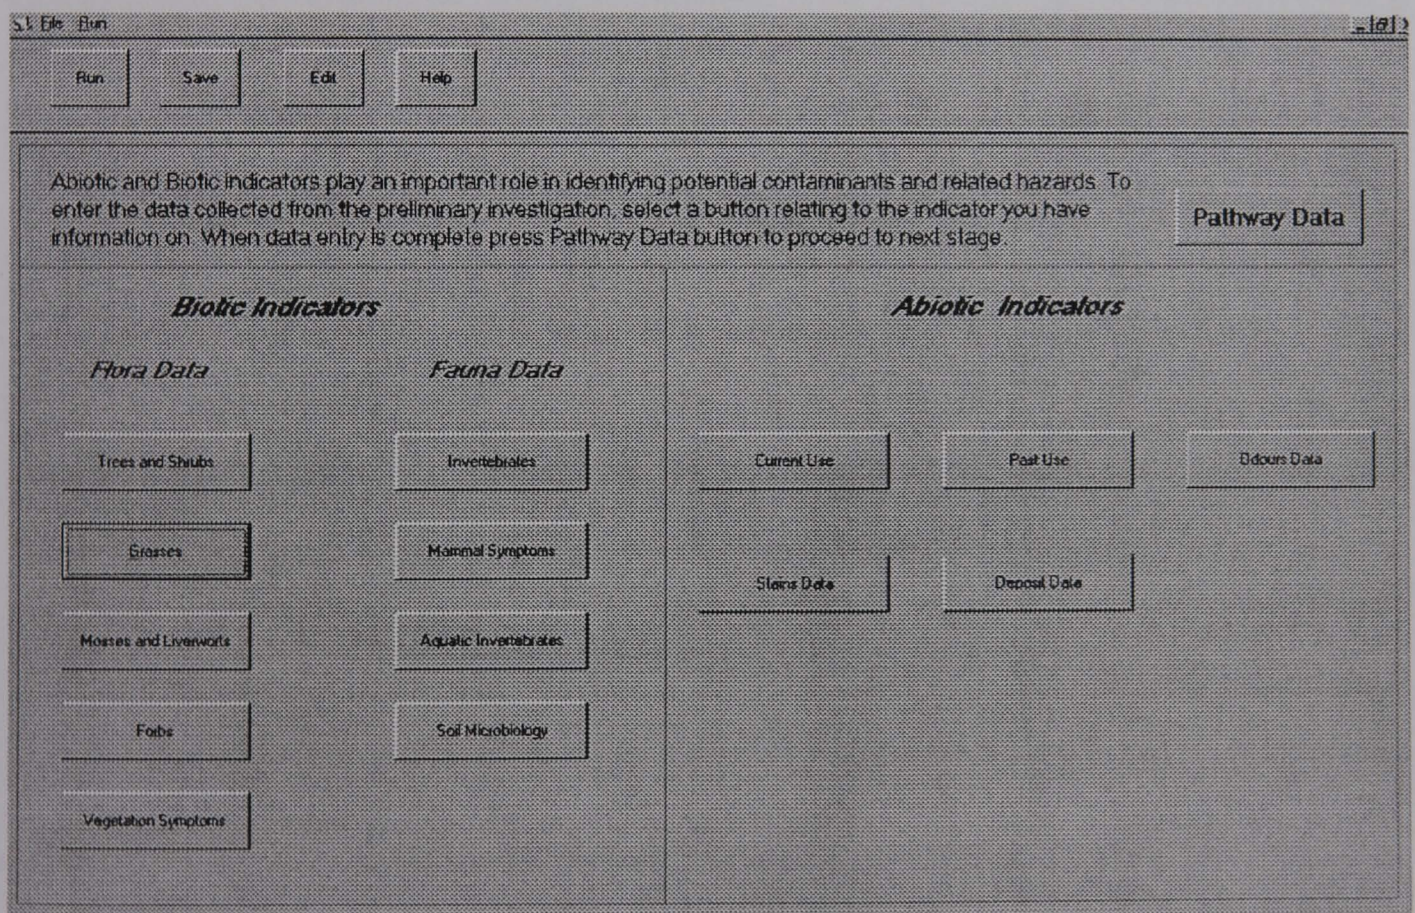 File Run
Run Save Edit Help
Abiotic and Biotic indicators play an important role in identifying potential contaminants and related hazards. To
enter the data collected from the preliminary investigation, select a button relating to the indicator you have
information on. When data entry is complete press Pathway Data button to proceed to next stage.
Pathway Data
Biotic Indicators
Flora Data
Trees and Shrubs
Grasses
Mosses and Liverworts
Forbs
Vegetation Symptoms
Fauna Data
Invertebrates
Mammal Symptoms
Aquatic Invertebrates
Soil Microbiology
Abiotic Indicators
Current Use
Past Use
Odours Data
Stains Data
Deposit Data